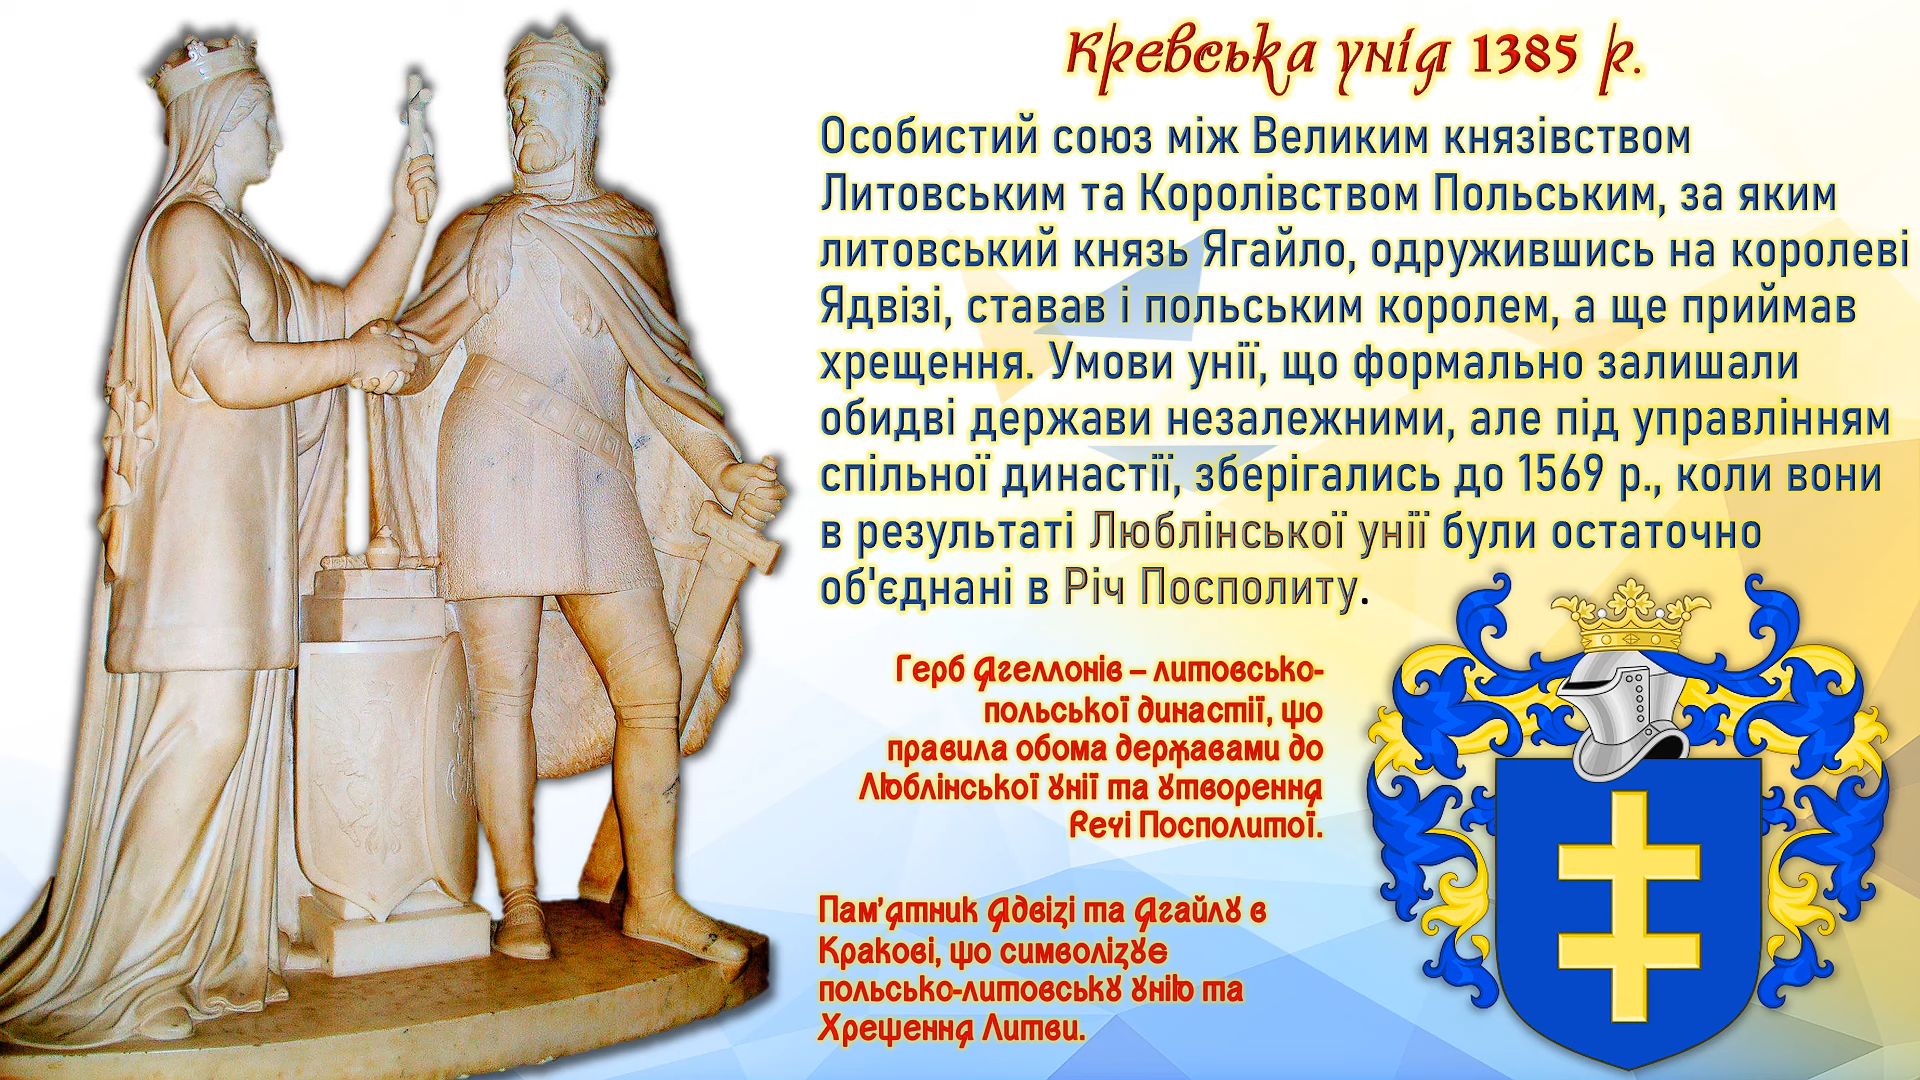 Кревська унія 1385 р.
Особистий союз між Великим князівством
Литовським та Королівством Польським, за яким
литовський князь Ягайло, одружившись на королеві
Ядвізі, ставав і польським королем, а ще приймав
хрещення. Умови унії, що формально залишали
обидві держави незалежними, але під управлінням
спільної династії, зберігались до 1569 р., коли вони
в результаті Люблінської унії були остаточно
об'єднані в Річ Посполиту.
Герб Ягеллонів – литовсько-
польської династії, що
правила обома державами до
Люблінської унії та утворення
Речі Посполитої.
Пам'ятник Ядвізі та Ягайлу в
Кракові, що символізує
польсько-литовську унію та
Хрещення Литви.